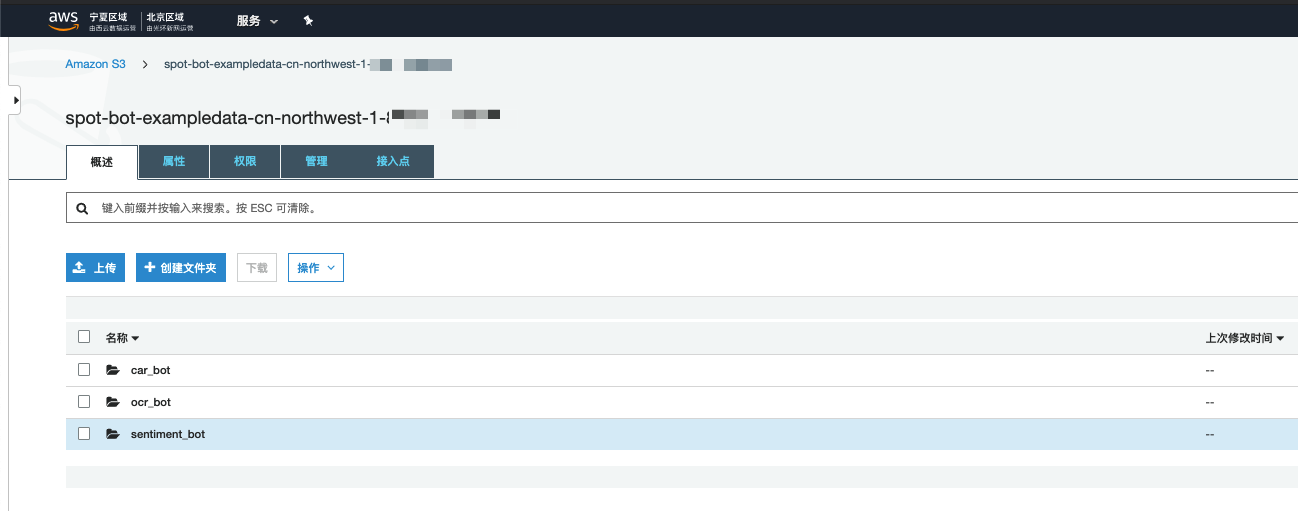 aws 宁夏区域 北京区域 服务
由西云数据运营 由光环新网运营
Amazon S3 > spot-bot-exampledata-cn-northwest-1-
spot-bot-exampledata-cn-northwest-1-
概述 属性 权限 管理 接入点
键入前缀并按输入来搜索。按 ESC 可清除。
上传 创建文件夹 下载 操作
名称 上次修改时间
car_bot --
ocr_bot --
sentiment_bot --